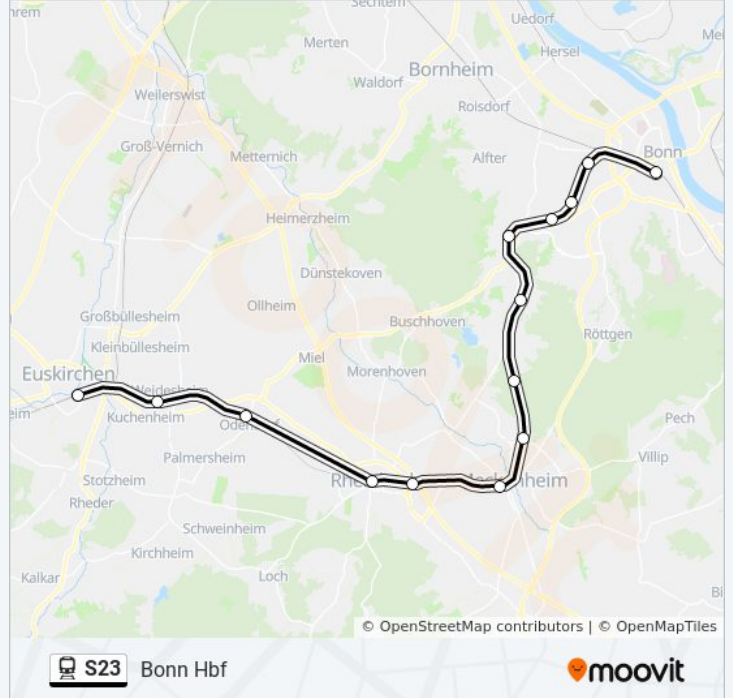 Sechtem
Uedorf
Merten
Hersel
Bornheim
Waldorf
Weilerswist
Roisdorf
Groß-Vernich
Metternich
Alfter
Bonn
Heimerzheim
Dünstekoven
Ollheim
Großbüllesheim
Buschhoven
Röttgen
Kleinbüllesheim
Miel
Euskirchen
Morenhoven
Weidesheim
Kuchenheim
Pech
Palmersheim
Villip
Stotzheim
Rheder
Schweinheim
Kirchheim
Loch
Kalkar
© OpenStreetMap contributors | © OpenMapTiles
S23 Bonn Hbf
moovit